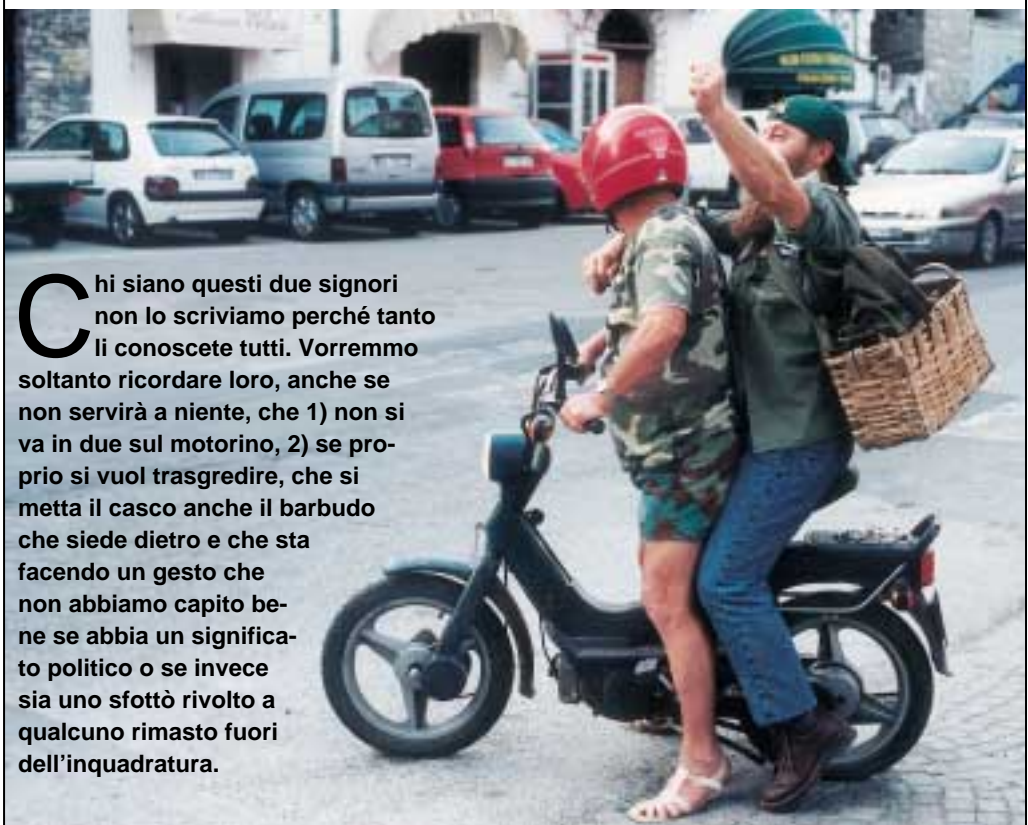 Chi siano questi due signori
non lo scriviamo perché tanto
li conoscete tutti. Vorremmo
soltanto ricordare loro, anche se
non servirà a niente, che 1) non si
va in due sul motorino, 2) se pro-
prio si vuol trasgredire, che si
metta il casco anche il barbudo
che siede dietro e che sta
facendo un gesto che
non abbiamo capito be-
ne se abbia un significa-
to politico o se invece
sia uno sfottò rivolto a
qualcuno rimasto fuori
dell'inquadratura.